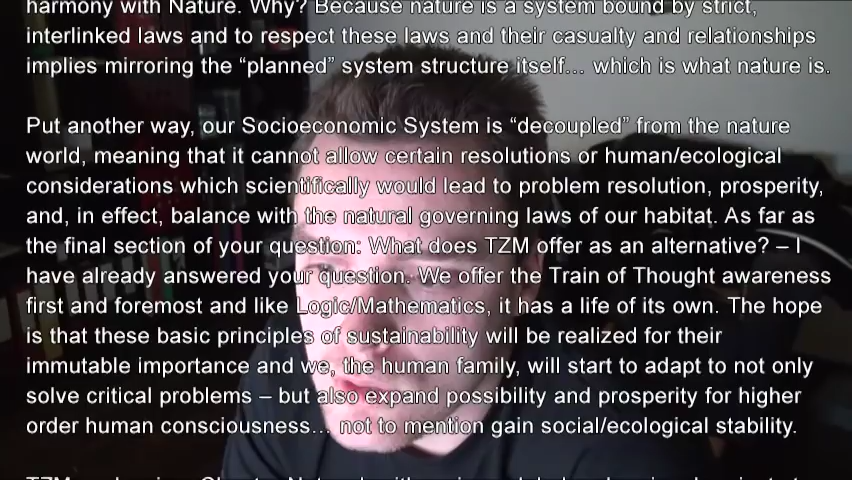 harmony with Nature. Why? Because nature is a system bound by strict,
interlinked laws and to respect these laws and their casualty and relationships
implies mirroring the “planned” system structure itself... which is what nature is.
Put another way, our Socioeconomic System is “decoupled” from the nature
world, meaning that it cannot allow certain resolutions or human/ecological
considerations which scientifically would lead to problem resolution, prosperity,
and, in effect, balance with the natural governing laws of our habitat. As far as
the final section of your question: What does TZM offer as an alternative? – I
have already answered your question. We offer the Train of Thought awareness
first and foremost and like Logic/Mathematics, it has a life of its own. The hope
is that these basic principles of sustainability will be realized for their
immutable importance and we, the human family, will start to adapt to not only
solve critical problems – but also expand possibility and prosperity for higher
order human consciousness... not to mention gain social/ecological stability.